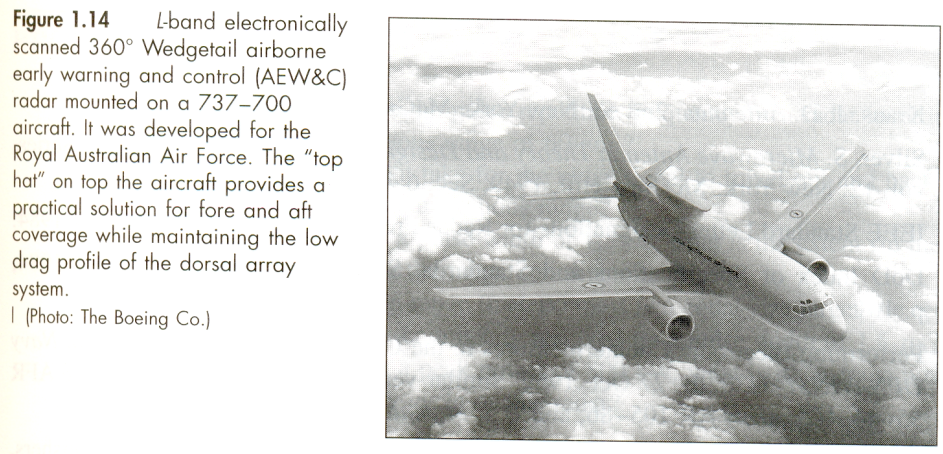 Figure 1.14 L-band electronically
scanned 360° Wedgetail airborne
early warning and control (AEW&C)
radar mounted on a 737–700
aircraft. It was developed for the
Royal Australian Air Force. The “top
hat” on top the aircraft provides a
practical solution for fore and aft
coverage while maintaining the low
drag profile of the dorsal array
system.
| (Photo: The Boeing Co.)